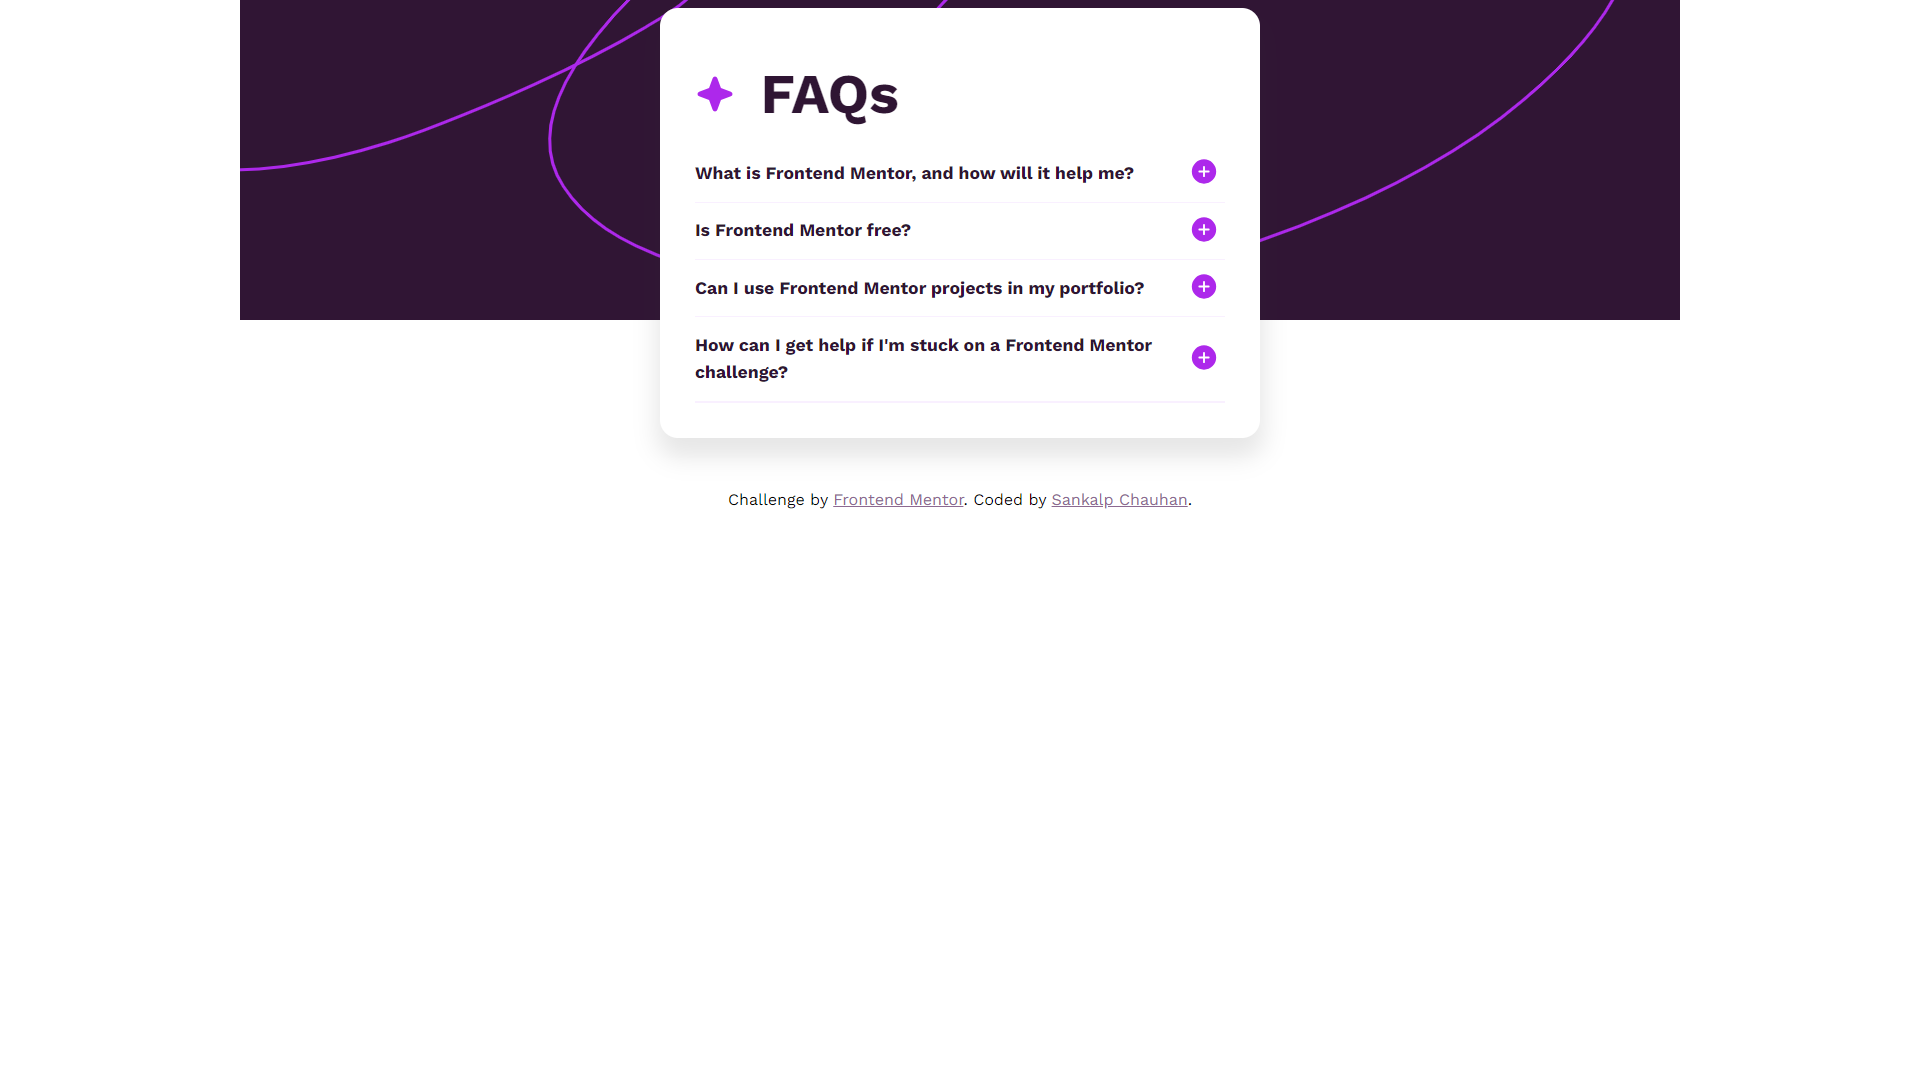 FAQs
What is Frontend Mentor, and how will it help me?
Is Frontend Mentor free?
Can I use Frontend Mentor projects in my portfolio?
How can I get help if I'm stuck on a Frontend Mentor
challenge?
Challenge by Frontend Mentor. Coded by Sankalp Chauhan.